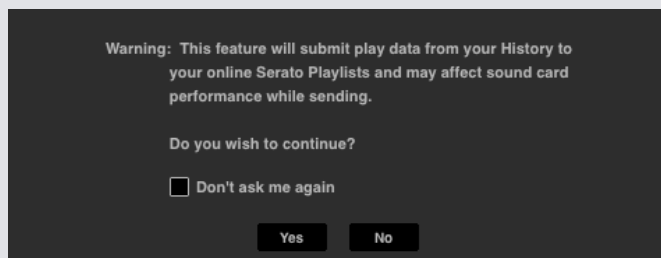 Warning: This feature will submit play data from your History to
your online Serato Playlists and may affect sound card
performance while sending.
Do you wish to continue?
Don't ask me again
Yes No